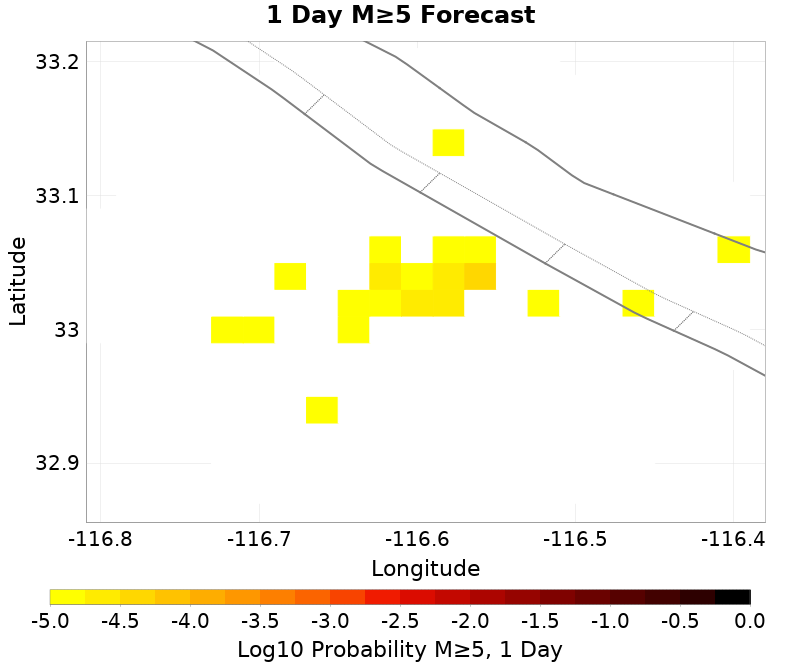 1 Day M≥5 Forecast
33.2
33.1
33
32.9
Latitude
-116.8 -116.7 -116.6 -116.5 -116.4
Longitude
-5.0 -4.5 -4.0 -3.5 -3.0 -2.5 -2.0 -1.5 -1.0 -0.5 0.0
Log10 Probability M≥5, 1 Day